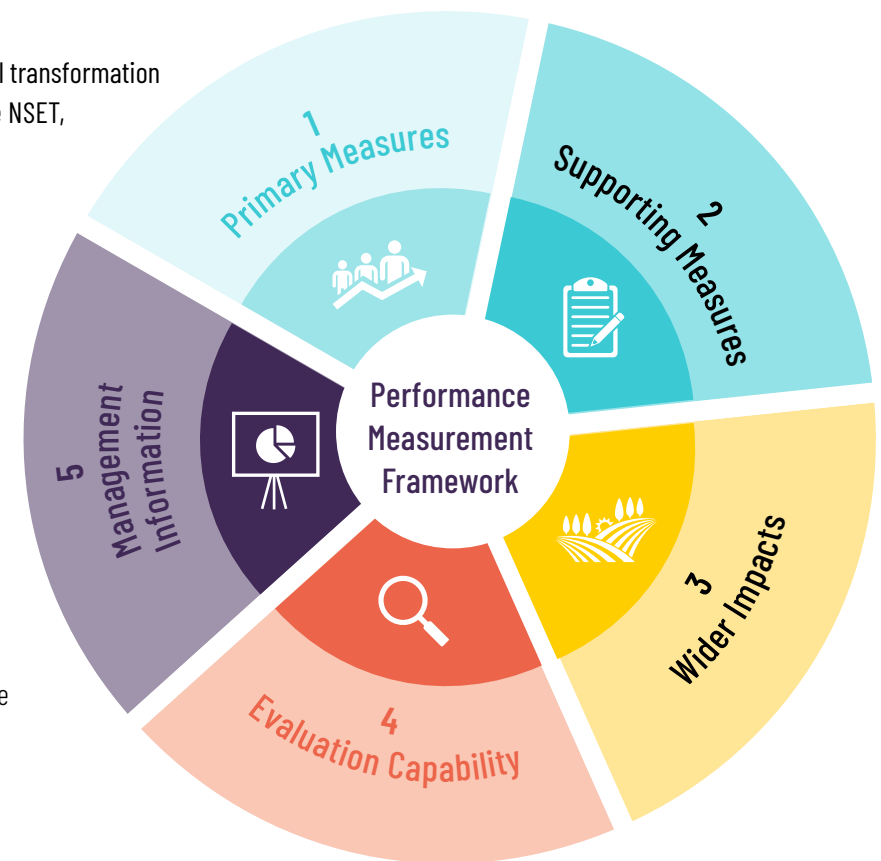 l transformation
NSET,
1
Primary Measures
2
Supporting Measures
3
Wider Impacts
4
Evaluation Capability
5
Management
Information
Performance
Measurement
Framework
e